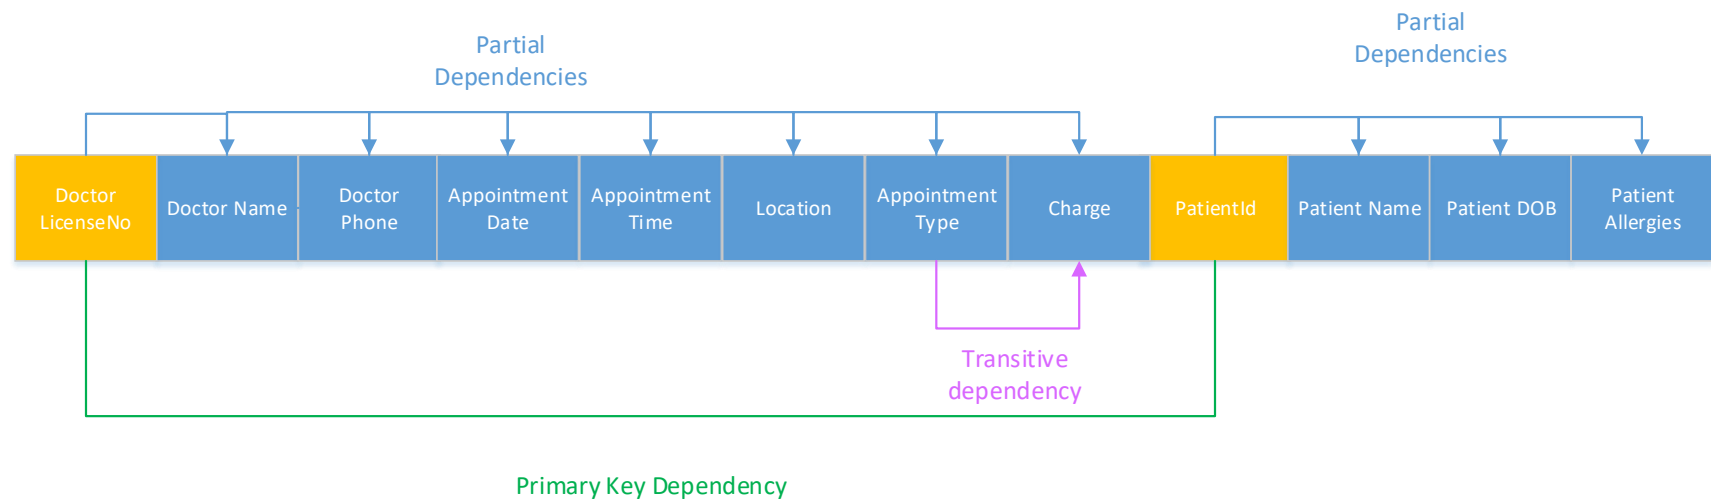 Partial
Dependencies
Partial
Dependencies
Doctor
LicenseNo
Doctor Name
Doctor
Phone
Appointment
Date
Appointment
Time
Location
Appointment
Type
Charge
PatientId
Patient Name
Patient DOB
Patient
Allergies
Transitive
dependency
Primary Key Dependency